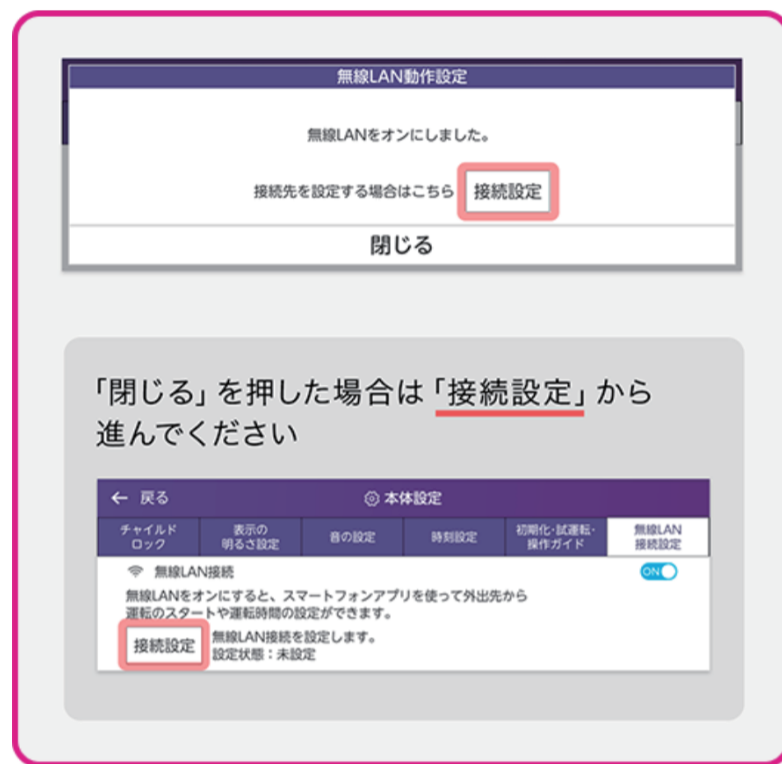 無線LAN動作設定
無線LANをオンにしました。
接続先を設定する場合はこちら 接続設定
閉じる
「閉じる」を押した場合は「接続設定」から
進んでください
← 戻る 本体設定
チャイルド
ロック
表示の
明るさ設定
音の設定
時刻設定
初期化・試運転・
操作ガイド
無線LAN
接続設定
無線LAN接続 ON
無線LANをオンにすると、スマートフォンアプリを使って外出先から
運転のスタートや運転時間の設定ができます。
接続設定
無線LAN接続を設定します。
設定状態：未設定